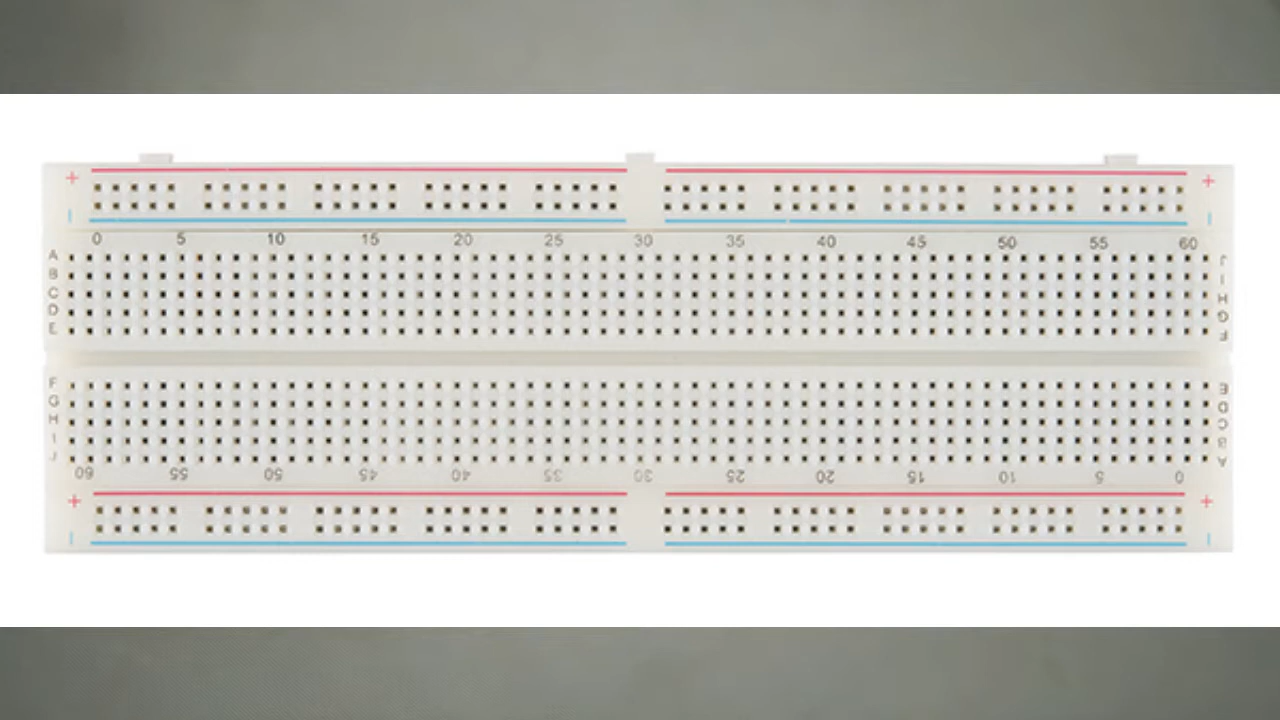 + +
- -
0 5 10 15 20 25 30 35 40 45 50 55 60
A J
B I
C H
D G
E F
F E
G D
H C
I B
J A
60 55 50 45 40 35 30 25 20 15 10 5 0
+ +
- -